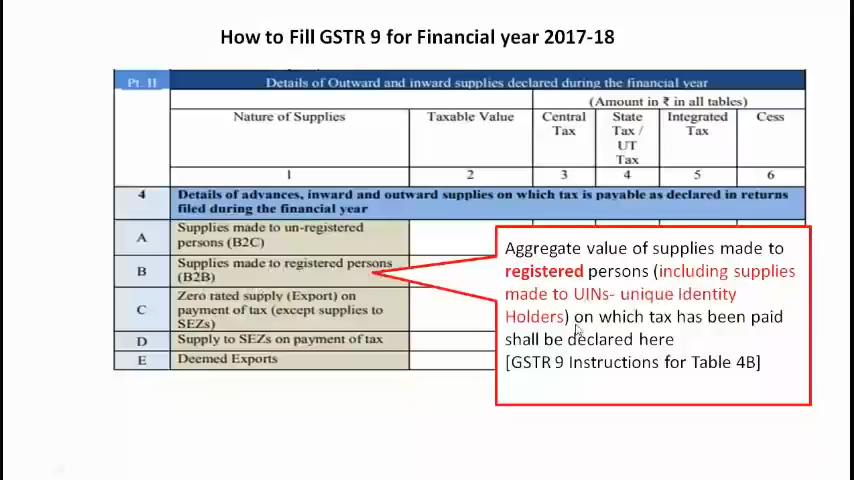 How to Fill GSTR 9 for Financial year 2017-18
Pt. II Details of Outward and inward supplies declared during the financial year
(Amount in ₹ in all tables)
Nature of Supplies Taxable Value Central Tax State Tax / UT Tax Integrated Tax Cess
1 2 3 4 5 6
4 Details of advances, inward and outward supplies on which tax is payable as declared in returns
filed during the financial year
A Supplies made to un-registered
persons (B2C)
B Supplies made to registered persons
(B2B)
C Zero rated supply (Export) on
payment of tax (except supplies to
SEZs)
D Supply to SEZs on payment of tax
E Deemed Exports
Aggregate value of supplies made to
registered persons (including supplies
made to UINs- unique Identity
Holders) on which tax has been paid
shall be declared here
[GSTR 9 Instructions for Table 4B]